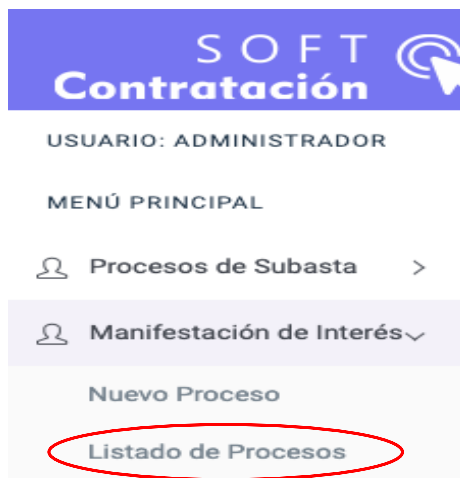 SOFT
Contratación
USUARIO: ADMINISTRADOR
MENÚ PRINCIPAL
Procesos de Subasta
Manifestación de Interés
Nuevo Proceso
Listado de Procesos